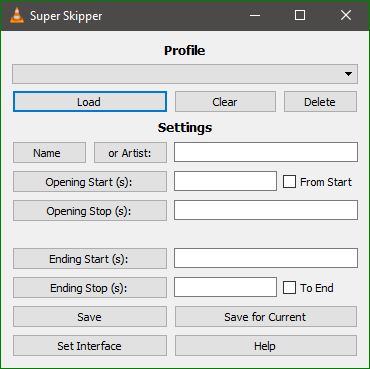 Super Skipper
Profile
Load Clear Delete
Settings
Name or Artist:
Opening Start (s): From Start
Opening Stop (s):
Ending Start (s):
Ending Stop (s): To End
Save Save for Current
Set Interface Help